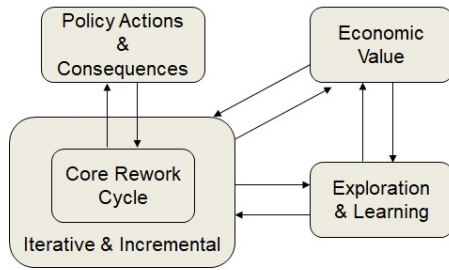 Policy Actions
&
Consequences
Economic
Value
Core Rework
Cycle
Iterative & Incremental
Exploration
& Learning